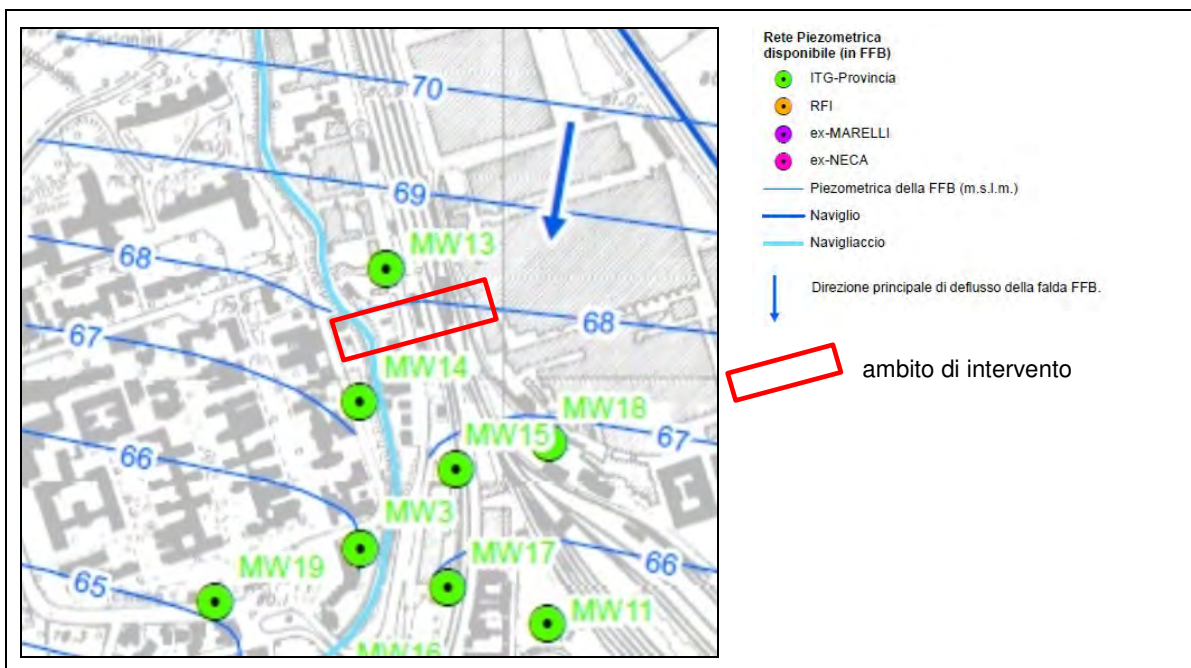 70
69
MW13
68
68
67
MW14
MW18
MW15
67
66
MW3
MW17
66
MW19
65
MW11
MW16
Rete Piezometrica
disponibile (in FFB)
ITG-Provincia
RFI
ex-MARELLI
ex-NECA
Piezometrica della FFB (m.s.l.m.)
Naviglio
Navigliaccio
Direzione principale di deflusso della falda FFB.
ambito di intervento